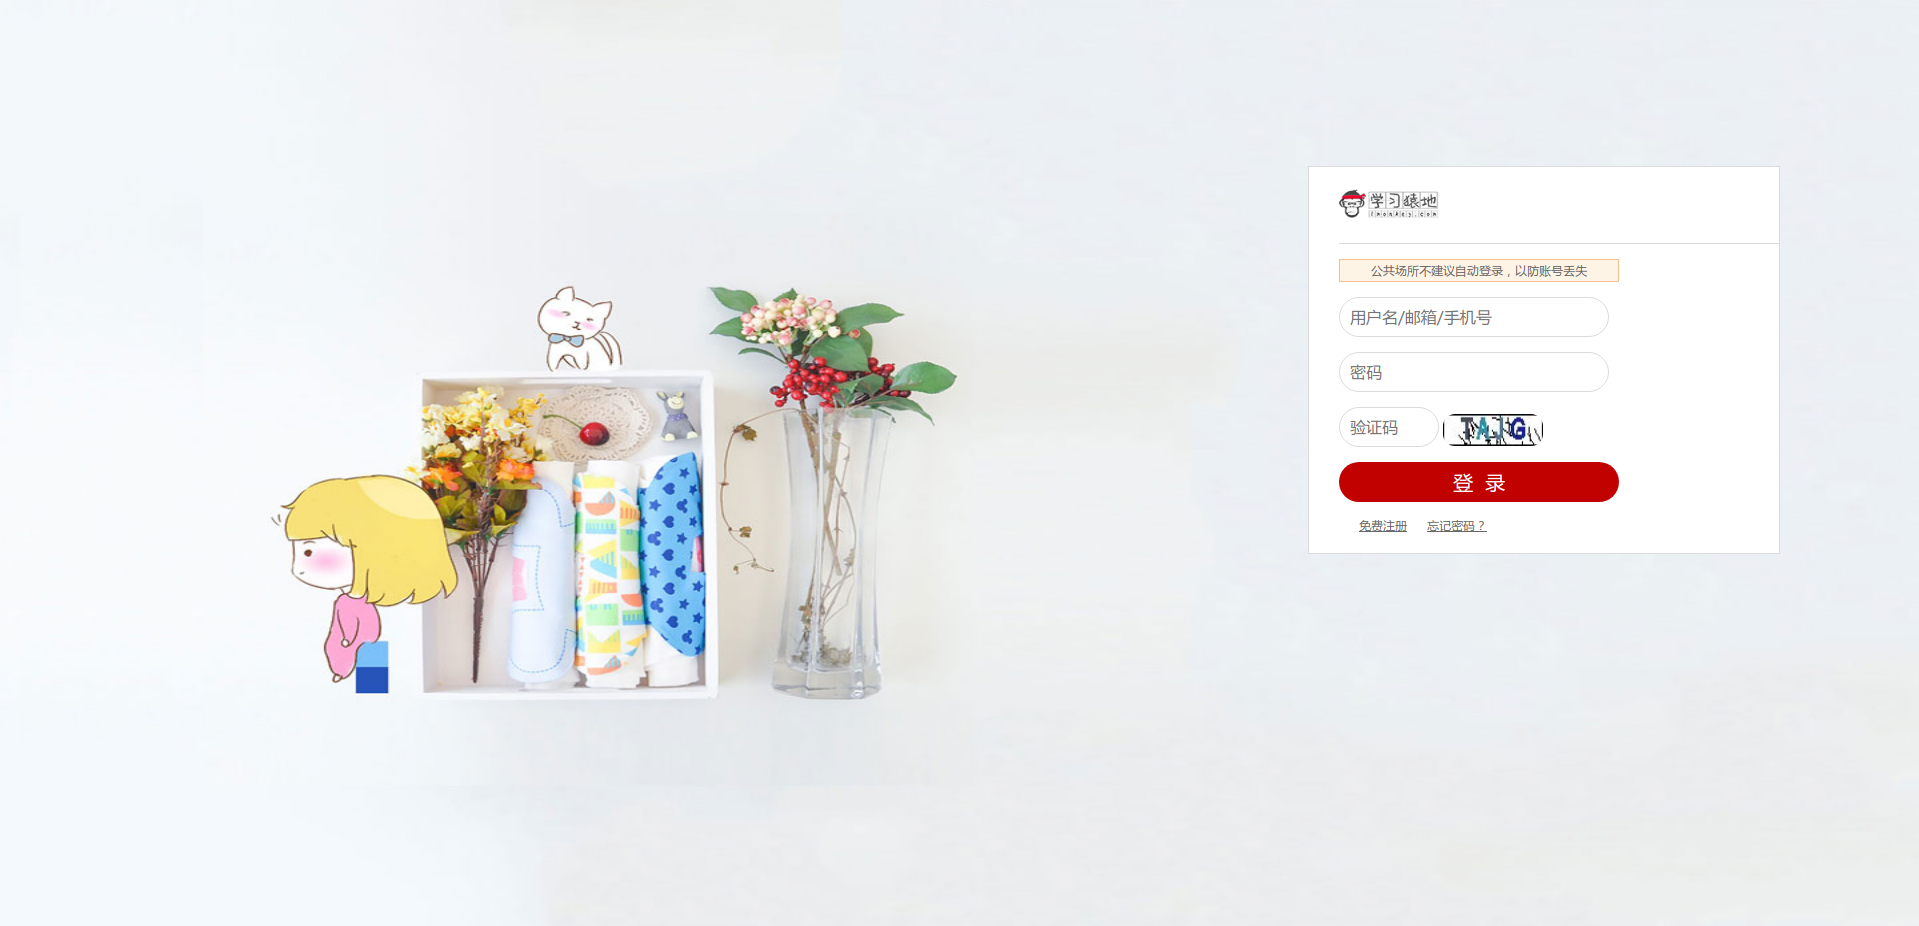 学习猿地
lmonkey.com
公共场所不建议自动登录，以防账号丢失
用户名/邮箱/手机号
密码
验证码 TAJG
登 录
免费注册 忘记密码？